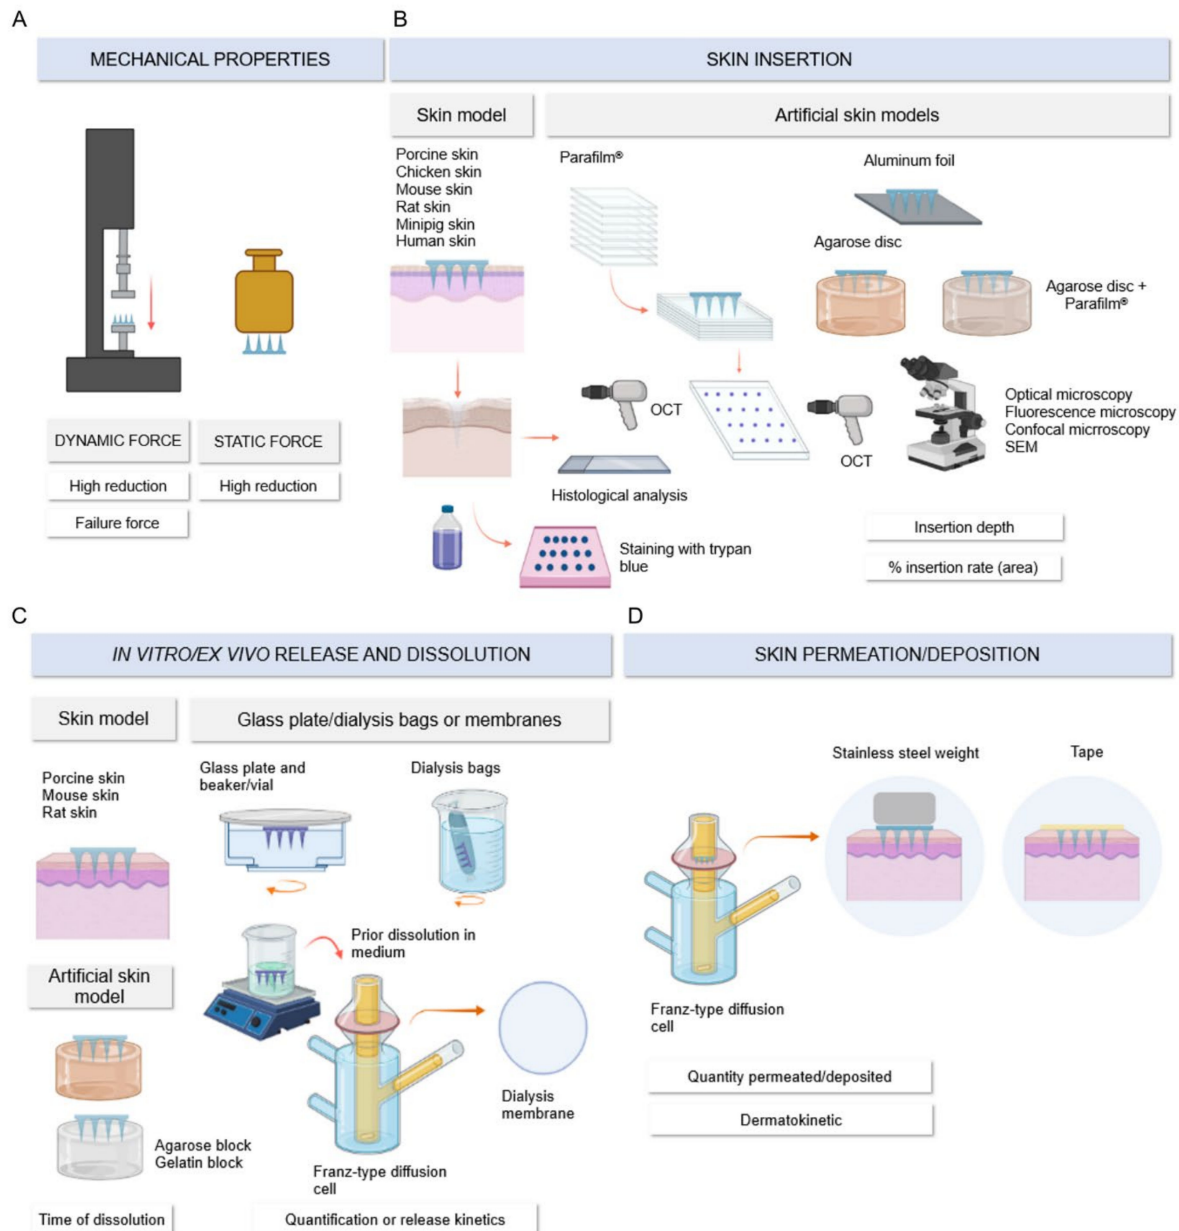 A
MECHANICAL PROPERTIES
DYNAMIC FORCE
STATIC FORCE
High reduction
High reduction
Failure force
B
SKIN INSERTION
Skin model
Artificial skin models
Porcine skin
Chicken skin
Mouse skin
Rat skin
Minipig skin
Human skin
Parafilm®
Aluminum foil
Agarose disc
Agarose disc +
Parafilm®
OCT
OCT
Optical microscopy
Fluorescence microscopy
Confocal microscopy
SEM
Histological analysis
Staining with trypan
blue
Insertion depth
% insertion rate (area)
C
IN VITRO/EX VIVO RELEASE AND DISSOLUTION
Skin model
Glass plate/dialysis bags or membranes
Porcine skin
Mouse skin
Rat skin
Glass plate and
beaker/vial
Dialysis bags
Prior dissolution in
medium
Artificial skin
model
Agarose block
Gelatin block
Dialysis
membrane
Franz-type diffusion
cell
Time of dissolution
Quantification or release kinetics
D
SKIN PERMEATION/DEPOSITION
Stainless steel weight
Tape
Franz-type diffusion
cell
Quantity permeated/deposited
Dermatokinetic